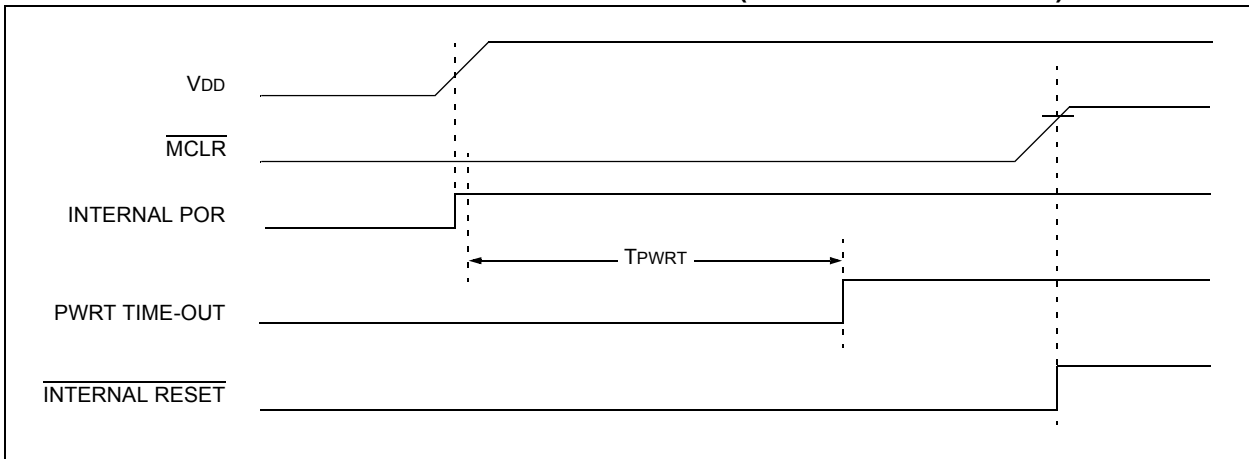 VDD
MCLR
INTERNAL POR
TPWRT
PWRT TIME-OUT
INTERNAL RESET